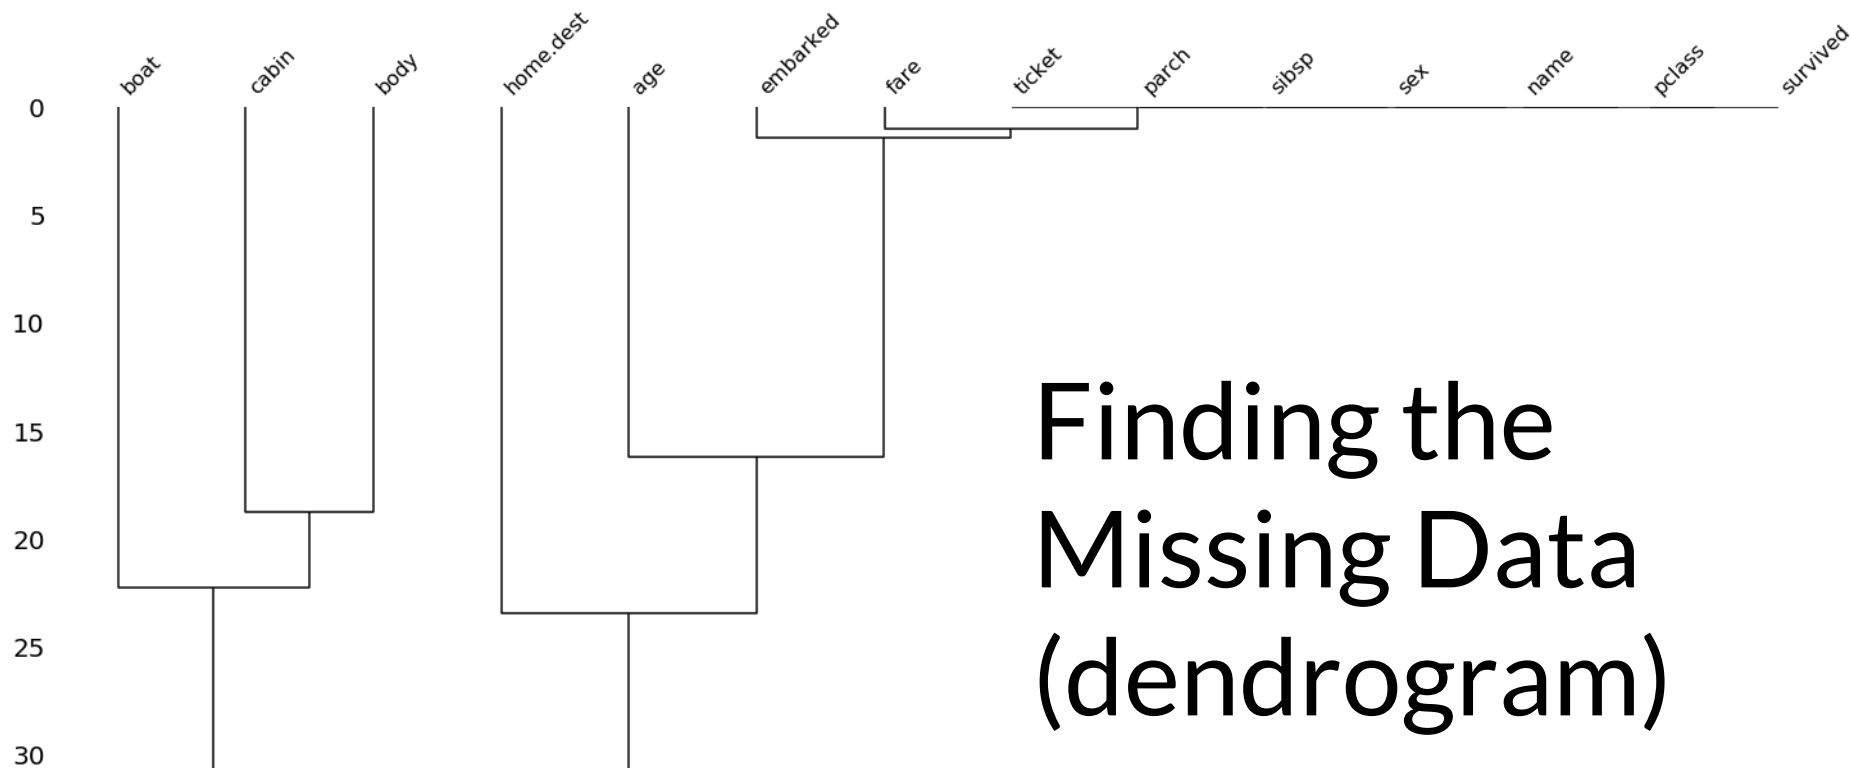 boat
cabin
body
home.dest
age
embarked
fare
ticket
parch
sibsp
sex
name
pclass
survived
0
5
10
15
20
25
30
Finding the
Missing Data
(dendrogram)